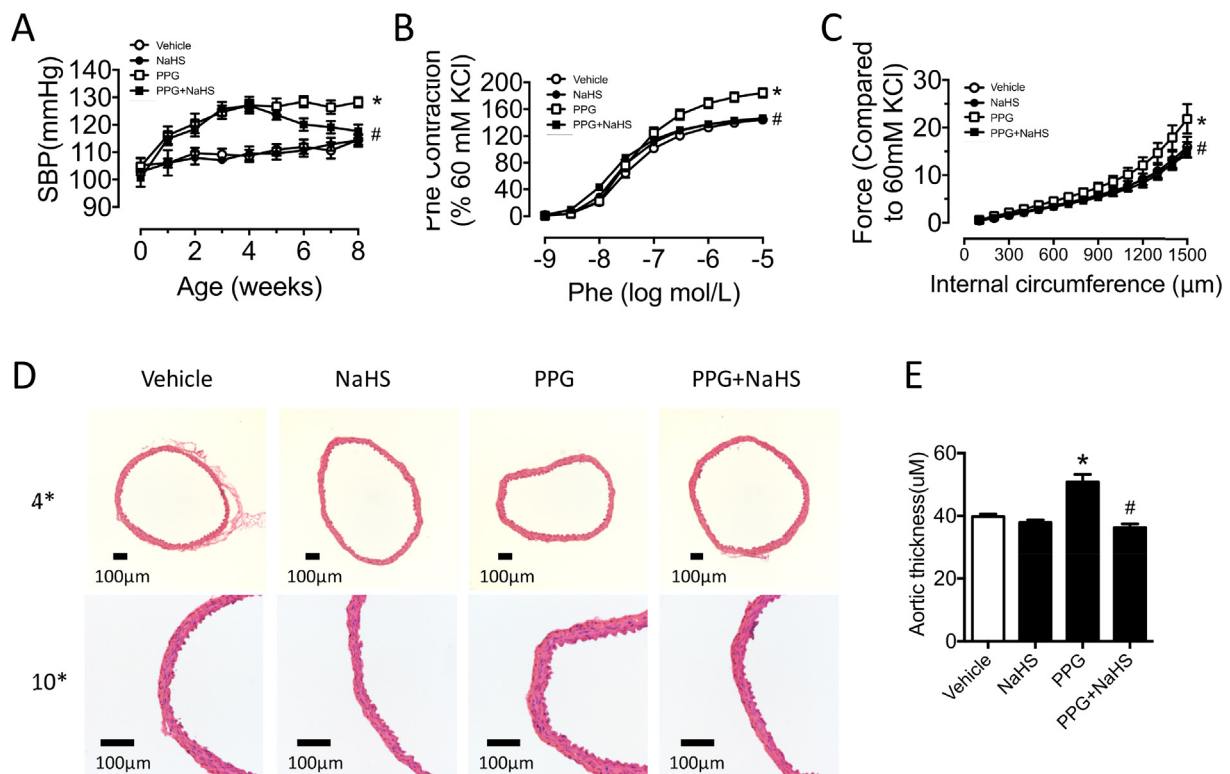 A
Vehicle
NaHS
PPG
PPG+NaHS
SBP(mmHg)
140
130
120
110
100
90
*
#
0 2 4 6 8
Age (weeks)
B
Vehicle
NaHS
PPG
PPG+NaHS
Phe Contraction
(% 60 mM KCl)
200
160
120
80
40
0
*
#
-9 -8 -7 -6 -5
Phe (log mol/L)
C
Vehicle
NaHS
PPG
PPG+NaHS
Force (Compared
to 60mM KCl)
30
20
10
0
*
#
0 300 600 900 1200 1500
Internal circumference (μm)
D
Vehicle NaHS PPG PPG+NaHS
4*
100μm 100μm 100μm 100μm
10*
100μm 100μm 100μm 100μm
E
Aortic thickness(uM)
60
40
20
0
*
#
Vehicle NaHS PPG PPG+NaHS